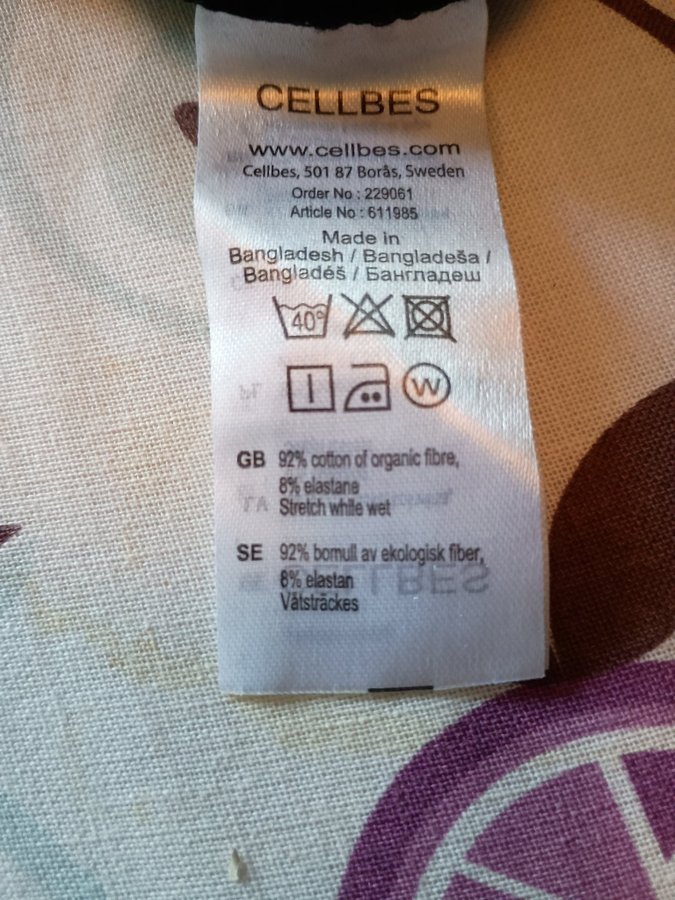 CELLBES
www.cellbes.com
Cellbes, 501 87 Borås, Sweden
Order No : 229061
Article No : 611985
Made in
Bangladesh / Bangladeša /
Bangladéš / Бангладеш
40°
W
GB 92% cotton of organic fibre,
8% elastane
Stretch while wet
SE 92% bomull av ekologisk fiber,
8% elastan
Våtsträckes